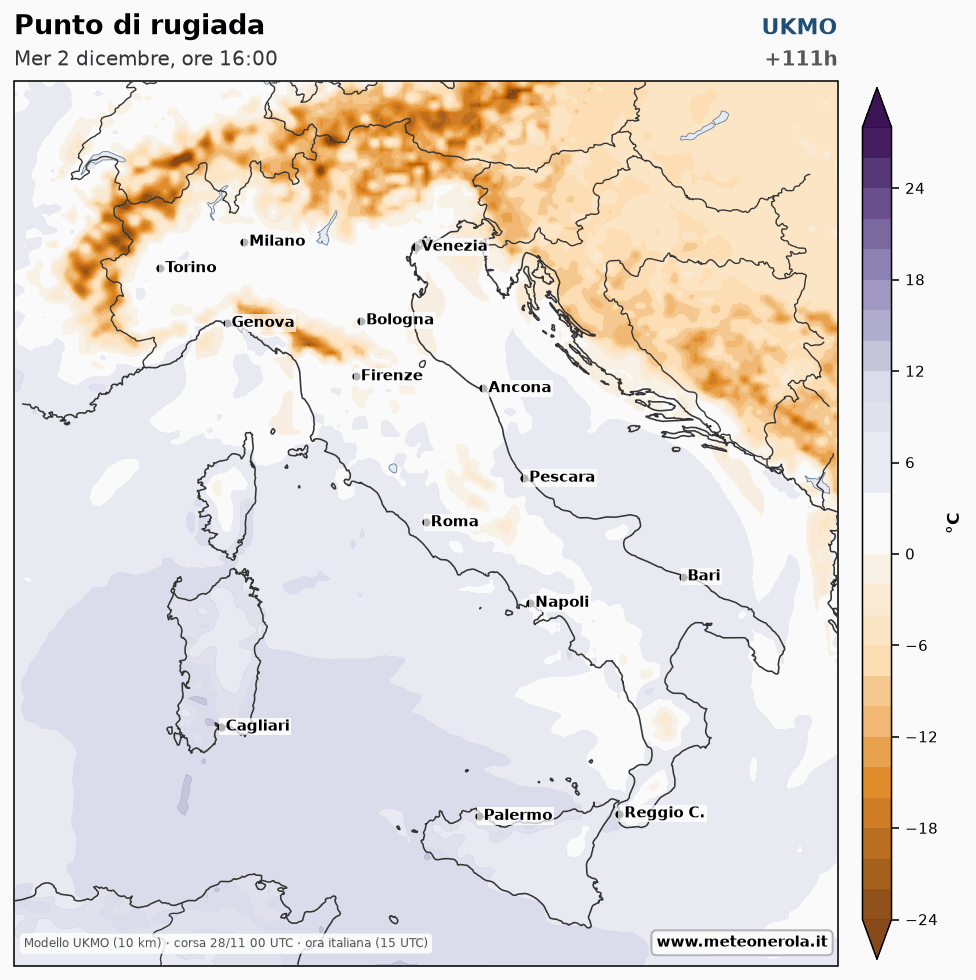 Punto di rugiada
UKMO
Mer 2 dicembre, ore 16:00
+111h
24
18
12
6
0
−6
−12
−18
−24
°C
Milano
Venezia
Torino
Genova
Bologna
Firenze
Ancona
Pescara
Roma
Bari
Napoli
Cagliari
Palermo
Reggio C.
Modello UKMO (10 km) · corsa 28/11 00 UTC · ora italiana (15 UTC)
www.meteonerola.it